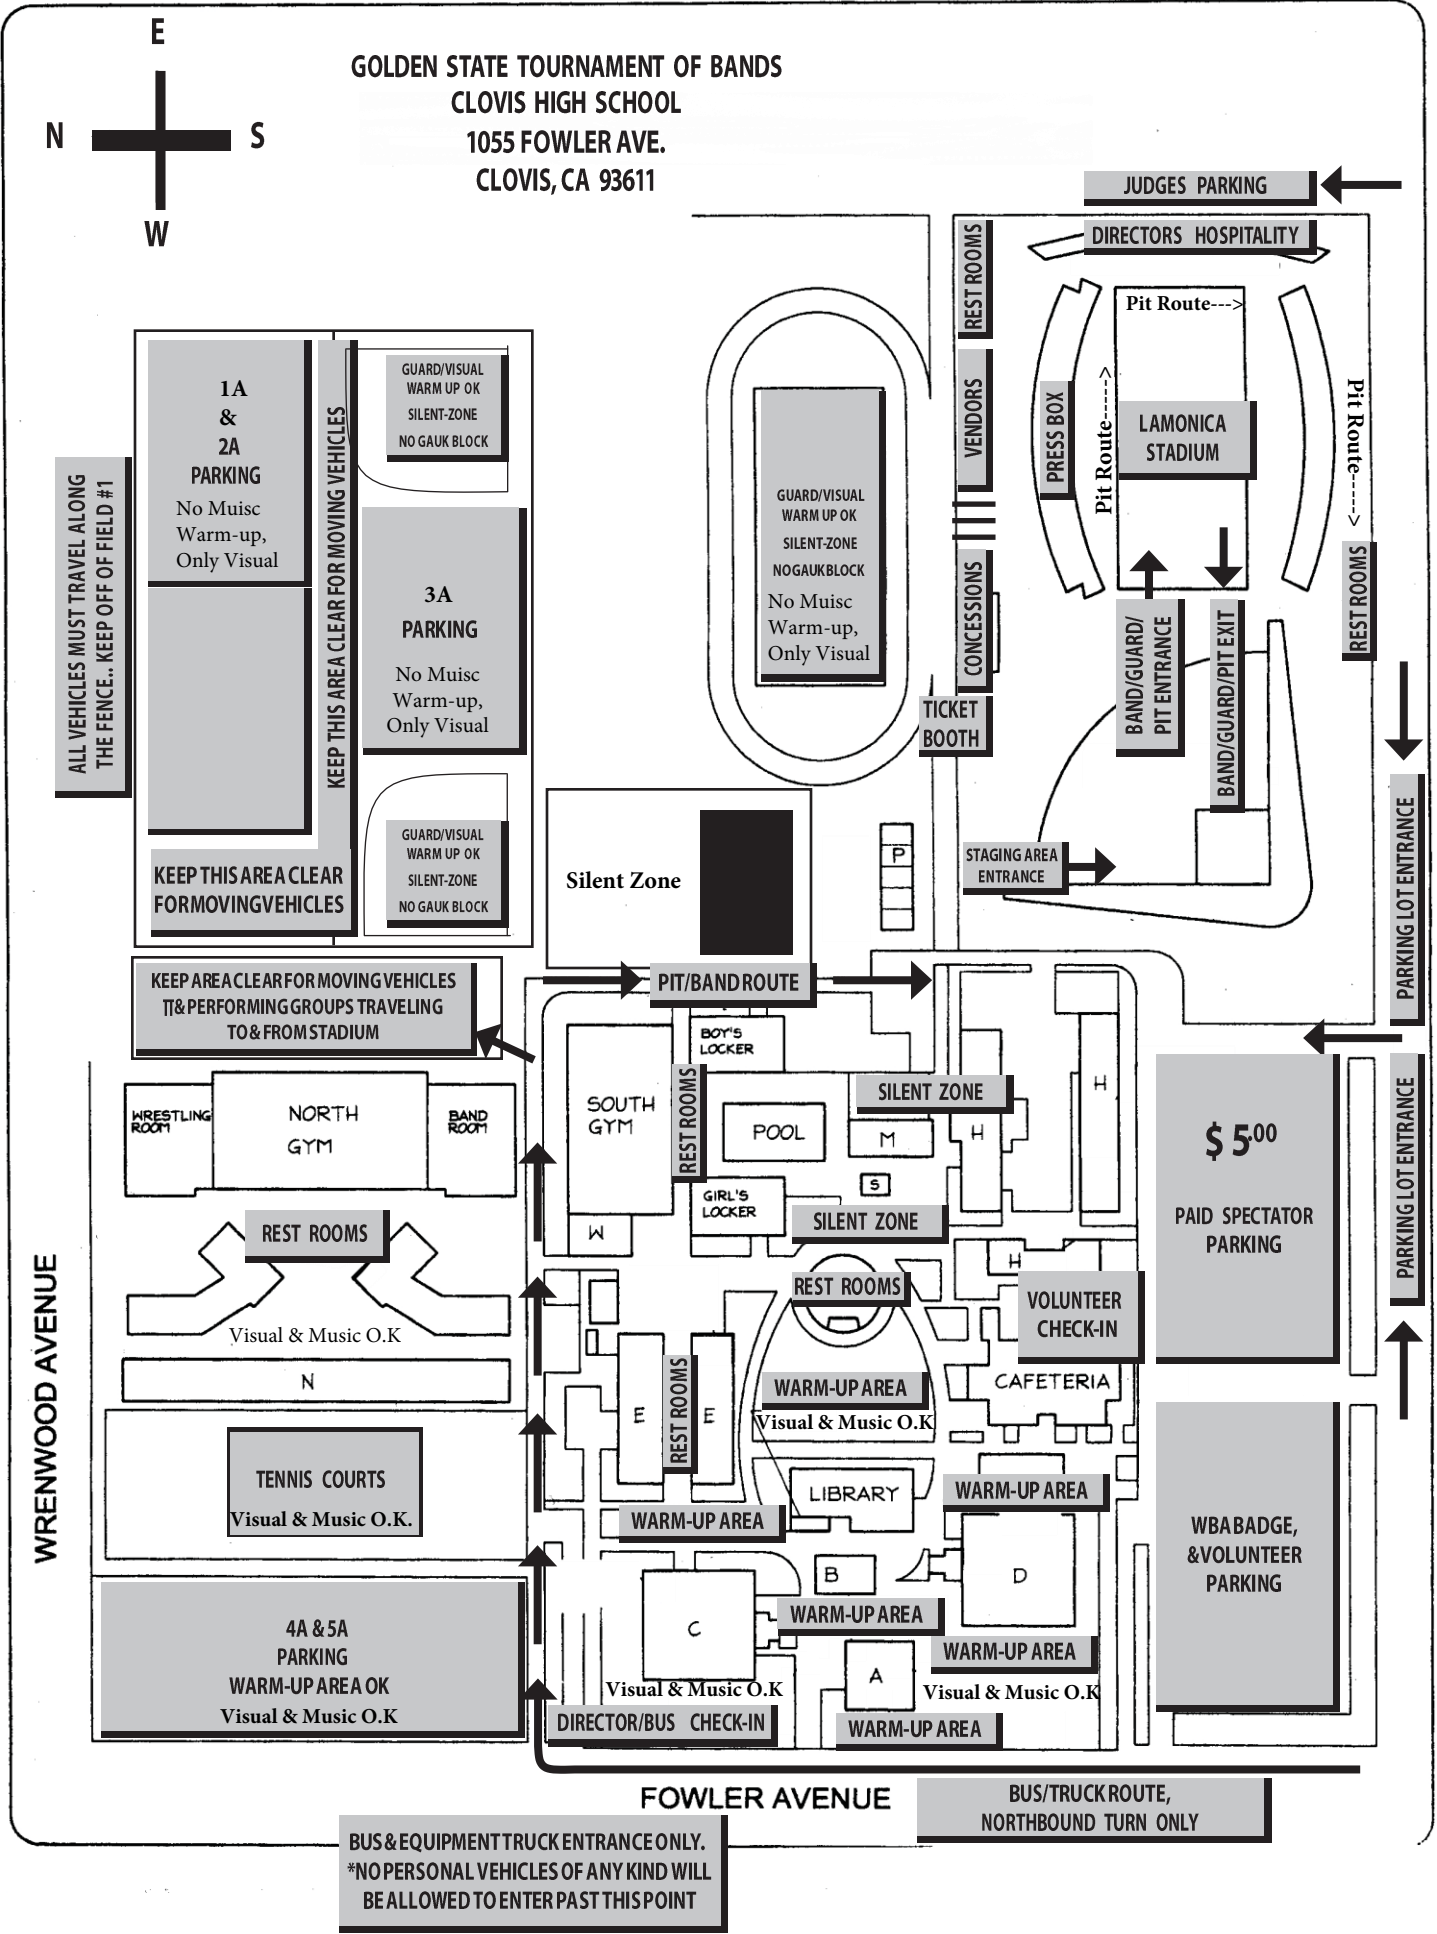 E
N
S
W
GOLDEN STATE TOURNAMENT OF BANDS
CLOVIS HIGH SCHOOL
1055 FOWLER AVE.
CLOVIS, CA 93611
JUDGES PARKING
DIRECTORS HOSPITALITY
REST ROOMS
Pit Route--->
VENDORS
PRESS BOX
Pit Route------>
LAMONICA
STADIUM
Pit Route----->
REST ROOMS
1A
&
2A
PARKING
No Muisc
Warm-up,
Only Visual
KEEP THIS AREA CLEAR FOR MOVING VEHICLES
GUARD/VISUAL
WARM UP OK
SILENT-ZONE
NO GAUK BLOCK
ALL VEHICLES MUST TRAVEL ALONG
THE FENCE.. KEEP OFF OF FIELD #1
3A
PARKING
No Muisc
Warm-up,
Only Visual
GUARD/VISUAL
WARM UP OK
SILENT-ZONE
NO GAUK BLOCK
No Muisc
Warm-up,
Only Visual
CONCESSIONS
TICKET
BOOTH
BAND/GUARD/
PIT ENTRANCE
BAND/GUARD/PIT EXIT
KEEP THIS AREA CLEAR
FOR MOVING VEHICLES
GUARD/VISUAL
WARM UP OK
SILENT-ZONE
NO GAUK BLOCK
Silent Zone
P
STAGING AREA
ENTRANCE
PARKING LOT ENTRANCE
KEEP AREA CLEAR FOR MOVING VEHICLES
& PERFORMING GROUPS TRAVELING
TO & FROM STADIUM
PIT/BAND ROUTE
BOY'S
LOCKER
WRESTLING
ROOM
NORTH
GYM
BAND
ROOM
SOUTH
GYM
REST ROOMS
POOL
SILENT ZONE
M
H
H
S
GIRL'S
LOCKER
SILENT ZONE
W
$ 5.00
PAID SPECTATOR
PARKING
PARKING LOT ENTRANCE
REST ROOMS
Visual & Music O.K
N
REST ROOMS
H
VOLUNTEER
CHECK-IN
E
REST ROOMS
E
WARM-UP AREA
Visual & Music O.K
CAFETERIA
WRENWOOD AVENUE
TENNIS COURTS
Visual & Music O.K.
LIBRARY
WARM-UP AREA
WARM-UP AREA
WBA BADGE,
& VOLUNTEER
PARKING
B
D
C
WARM-UP AREA
WARM-UP AREA
4A & 5A
PARKING
WARM-UP AREA OK
Visual & Music O.K
A
Visual & Music O.K
Visual & Music O.K
DIRECTOR/BUS CHECK-IN
WARM-UP AREA
FOWLER AVENUE
BUS/TRUCK ROUTE,
NORTHBOUND TURN ONLY
BUS & EQUIPMENT TRUCK ENTRANCE ONLY.
*NO PERSONAL VEHICLES OF ANY KIND WILL
BE ALLOWED TO ENTER PAST THIS POINT